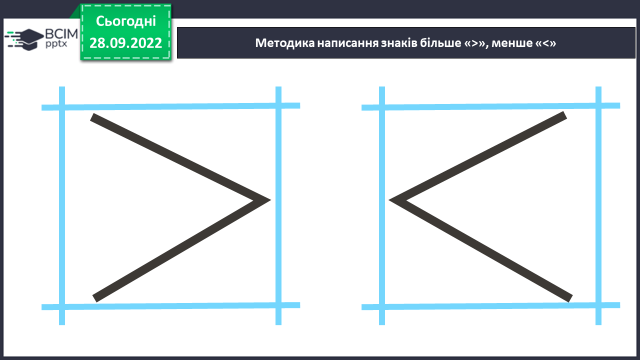 ВСІМ
pptx
Сьогодні
28.09.2022
Методика написання знаків більше «>», менше «<»